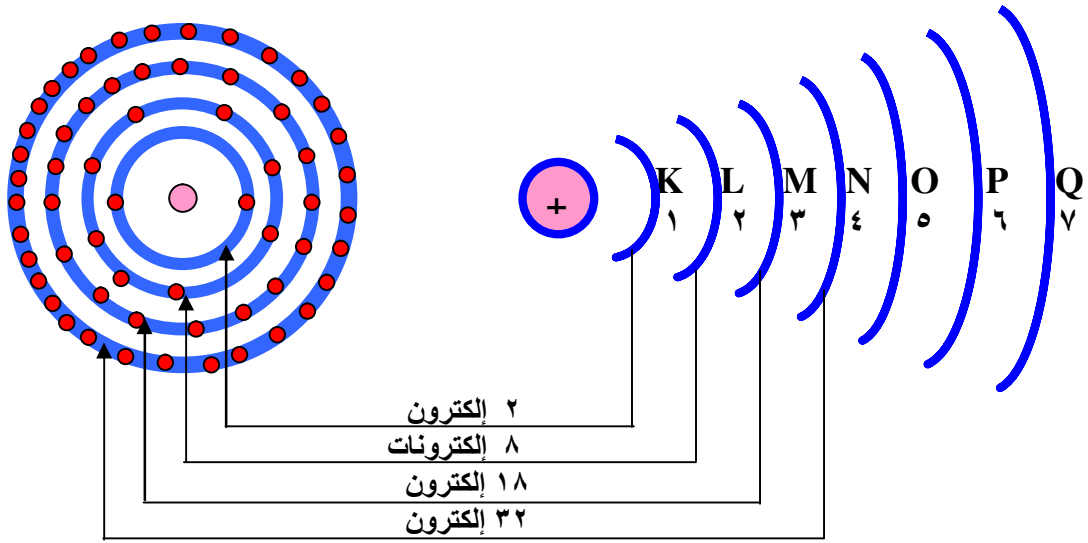 K L M N O P Q
+
١ ٢ ٣ ٤ ٥ ٦ ٧
٢ إلكترون
٨ إلكترونات
١٨ إلكترون
٣٢ إلكترون